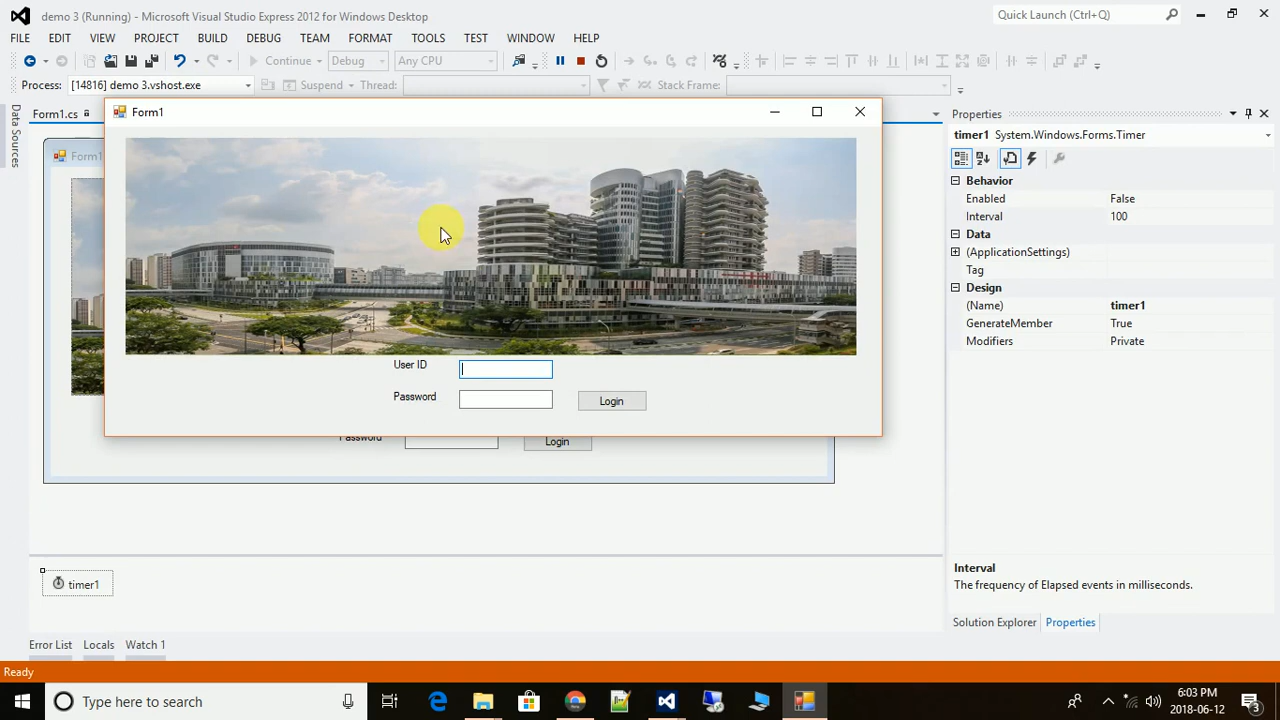 demo 3 (Running) - Microsoft Visual Studio Express 2012 for Windows Desktop
Quick Launch (Ctrl+Q)
FILE EDIT VIEW PROJECT BUILD DEBUG TEAM FORMAT TOOLS TEST WINDOW HELP
Continue Debug Any CPU
Process: [14816] demo 3.vshost.exe Suspend Thread: Stack Frame:
Form1.cs
Data Sources
Form1
Form1
User ID
Password
Login
Password
Login
timer1
Properties
timer1 System.Windows.Forms.Timer
Behavior
Enabled False
Interval 100
Data
(ApplicationSettings)
Tag
Design
(Name) timer1
GenerateMember True
Modifiers Private
Interval
The frequency of Elapsed events in milliseconds.
Solution Explorer Properties
Error List Locals Watch 1
Ready
Type here to search
6:03 PM
2018-06-12
3